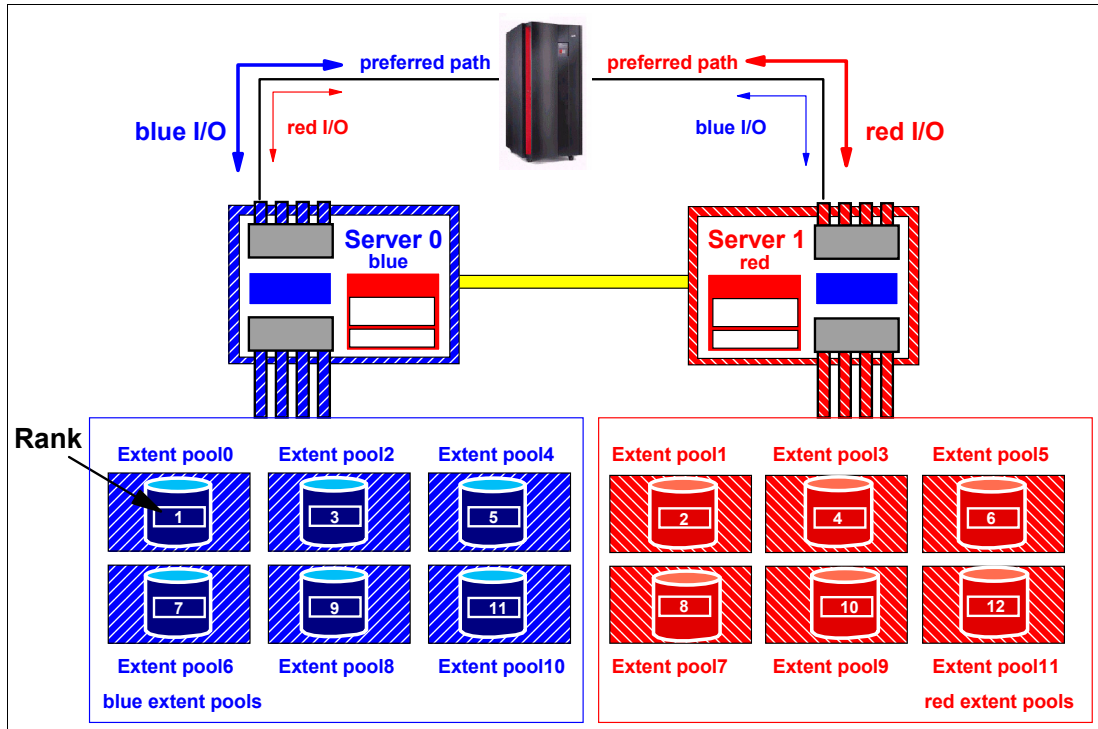 preferred path
preferred path
blue I/O
red I/O
blue I/O
red I/O
Server 0
blue
Server 1
red
Rank
Extent pool0
Extent pool2
Extent pool4
Extent pool1
Extent pool3
Extent pool5
1
3
5
2
4
6
7
9
11
8
10
12
Extent pool6
Extent pool8
Extent pool10
Extent pool7
Extent pool9
Extent pool11
blue extent pools
red extent pools